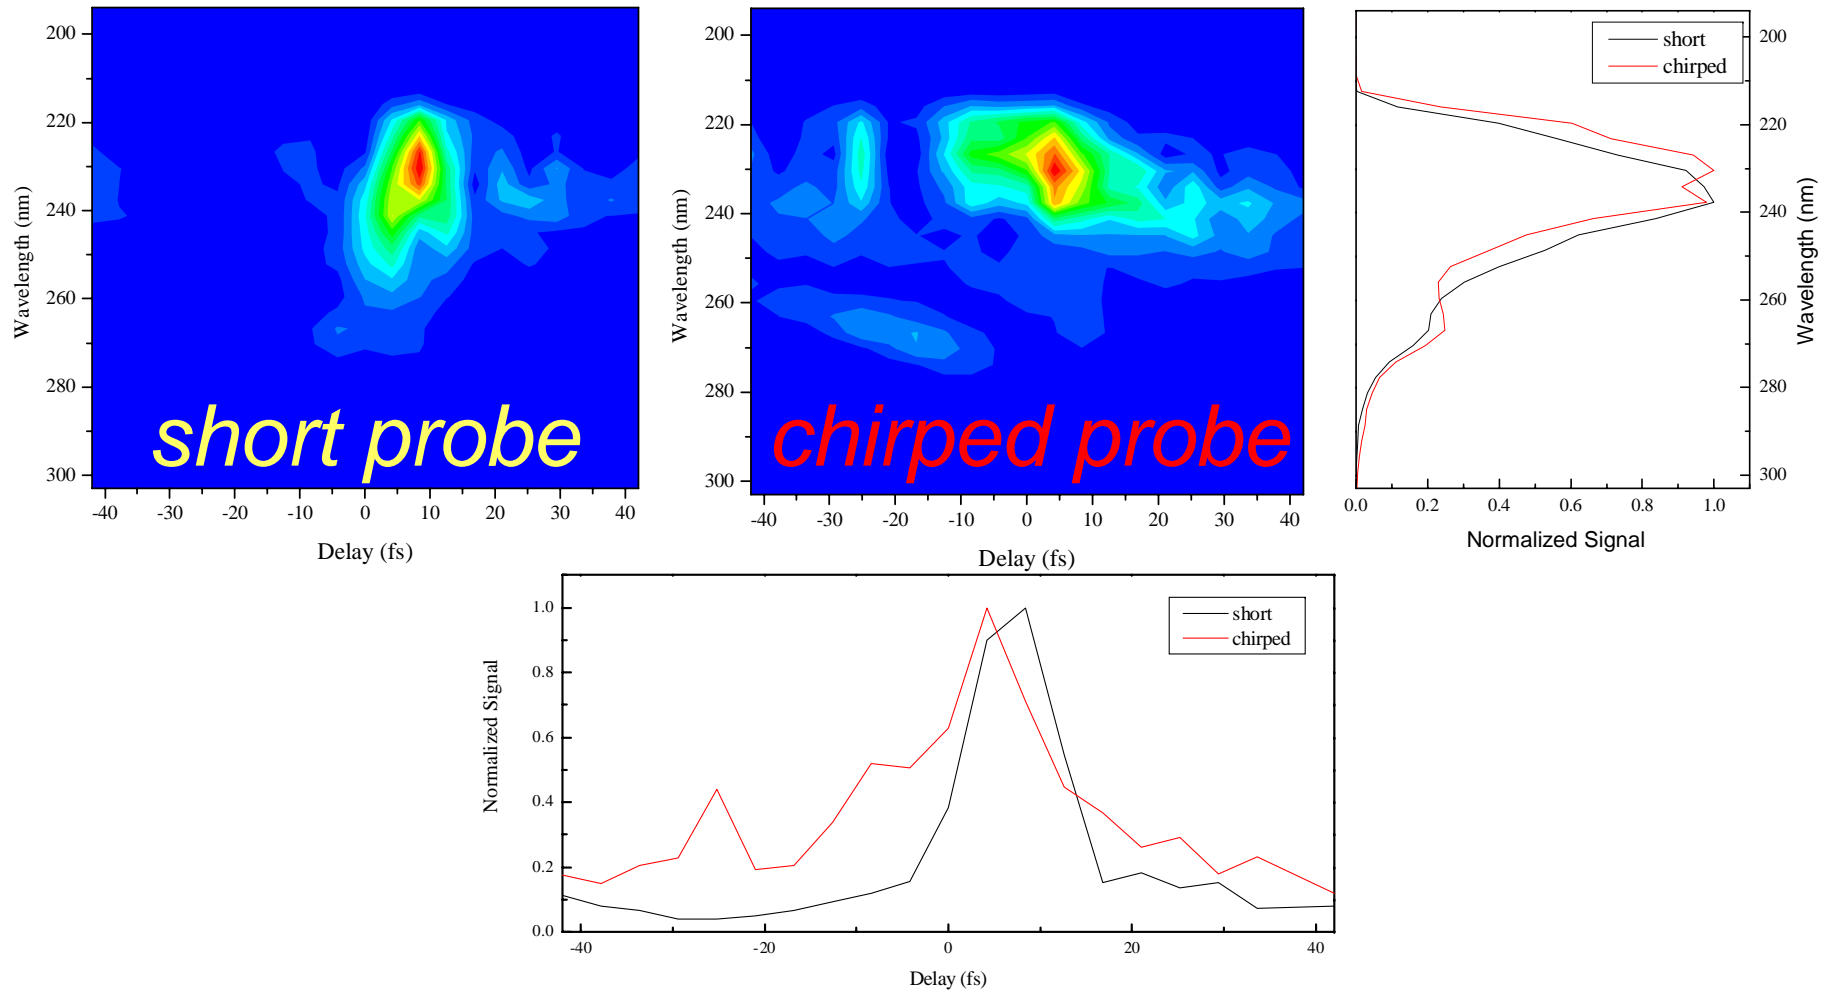 200
220
240
260
280
300
Wavelength (nm)
short probe
-40 -30 -20 -10 0 10 20 30 40
Delay (fs)
200
220
240
260
280
300
Wavelength (nm)
chirped probe
-40 -30 -20 -10 0 10 20 30 40
Delay (fs)
short
chirped
200
220
240
260
280
300
Wavelength (nm)
0.0 0.2 0.4 0.6 0.8 1.0
Normalized Signal
1.0
0.8
0.6
0.4
0.2
0.0
Normalized Signal
short
chirped
-40 -20 0 20 40
Delay (fs)